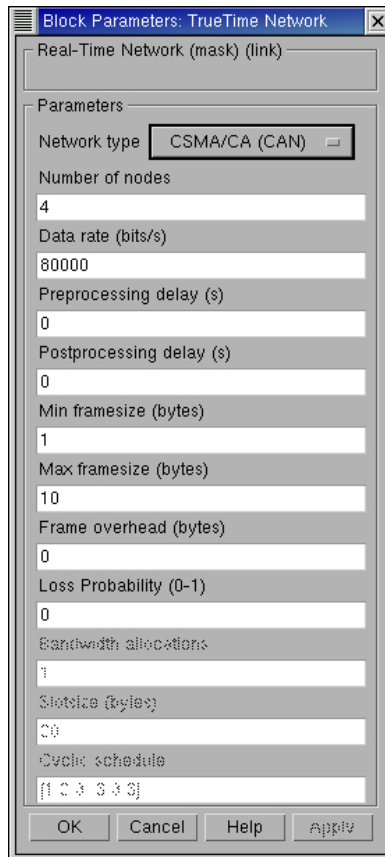 Block Parameters: TrueTime Network
Real-Time Network (mask) (link)
Parameters
Network type CSMA/CA (CAN)
Number of nodes
4
Data rate (bits/s)
80000
Preprocessing delay (s)
0
Postprocessing delay (s)
0
Min framesize (bytes)
1
Max framesize (bytes)
10
Frame overhead (bytes)
0
Loss Probability (0-1)
0
Bandwidth allocations
1
Slotsize (bytes)
Cyclic schedule
OK Cancel Help Apply